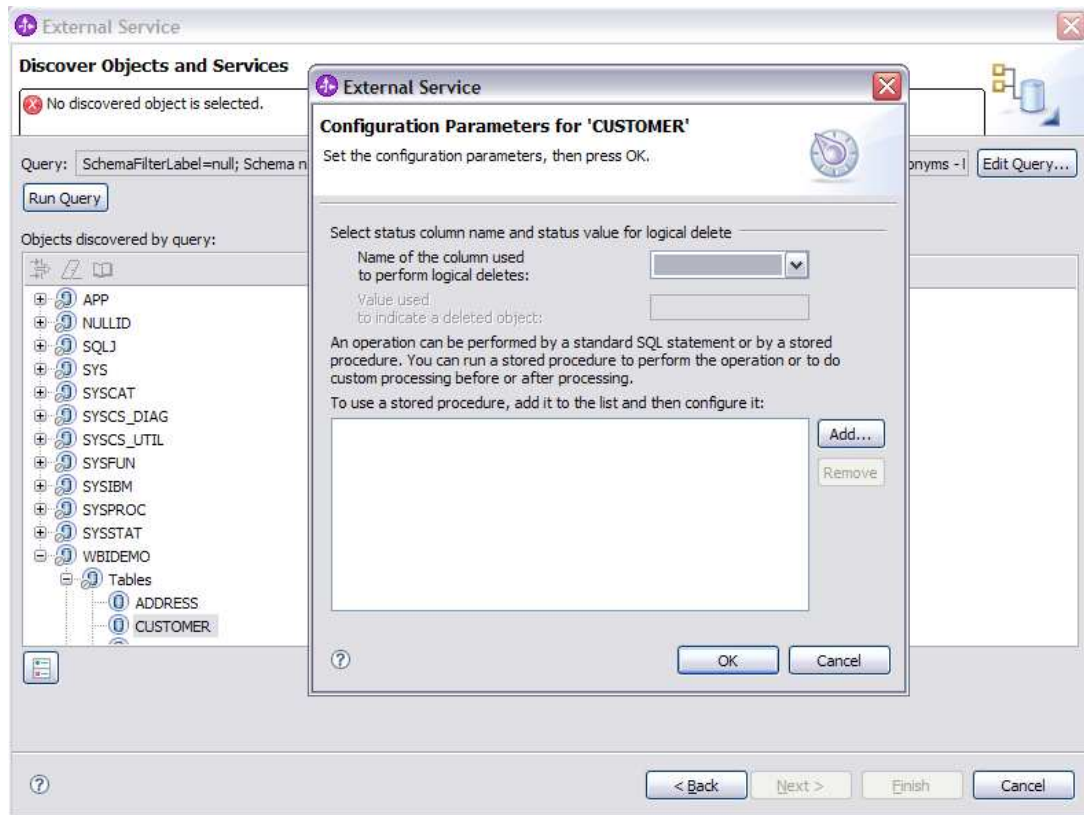 External Service
Discover Objects and Services
No discovered object is selected.
Query: SchemaFilterLabel=null; Schema n
onyms - l
Edit Query...
Run Query
Objects discovered by query:
APP
NULLID
SQLJ
SYS
SYSCAT
SYSCS_DIAG
SYSCS_UTIL
SYSFUN
SYSIBM
SYSPROC
SYSSTAT
WBIDEMO
Tables
ADDRESS
CUSTOMER
External Service
Configuration Parameters for 'CUSTOMER'
Set the configuration parameters, then press OK.
Select status column name and status value for logical delete
Name of the column used
to perform logical deletes:
Value used
to indicate a deleted object:
An operation can be performed by a standard SQL statement or by a stored
procedure. You can run a stored procedure to perform the operation or to do
custom processing before or after processing.
To use a stored procedure, add it to the list and then configure it:
Add...
Remove
OK
Cancel
< Back
Next >
Finish
Cancel